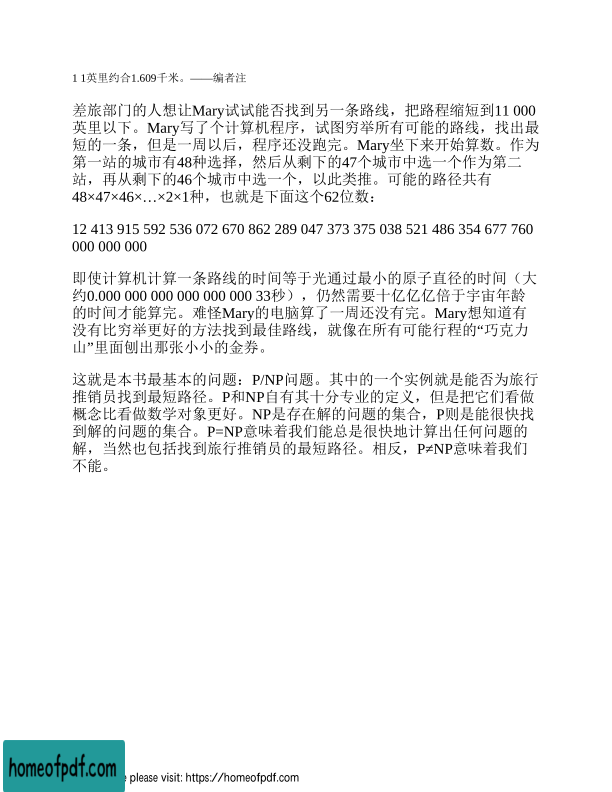 1 1英里约合1.609千米。——编者注
差旅部门的人想让Mary试试能否找到另一条路线，把路程缩短到11 000
英里以下。Mary写了个计算机程序，试图穷举所有可能的路线，找出最
短的一条，但是一周以后，程序还没跑完。Mary坐下来开始算数。作为
第一站的城市有48种选择，然后从剩下的47个城市中选一个作为第二
站，再从剩下的46个城市中选一个，以此类推。可能的路径共有
48×47×46×…×2×1种，也就是下面这个62位数：
12 413 915 592 536 072 670 862 289 047 373 375 038 521 486 354 677 760
000 000 000
即使计算机计算一条路线的时间等于光通过最小的原子直径的时间（大
约0.000 000 000 000 000 000 33秒），仍然需要十亿亿亿倍于宇宙年龄
的时间才能算完。难怪Mary的电脑算了一周还没有完。Mary想知道有
没有比穷举更好的方法找到最佳路线，就像在所有可能行程的“巧克力
山”里面刨出那张小小的金券。
这就是本书最基本的问题：P/NP问题。其中的一个实例就是能否为旅行
推销员找到最短路径。P和NP自有其十分专业的定义，但是把它们看做
概念比看做数学对象更好。NP是存在解的问题的集合，P则是能很快找
到解的问题的集合。P=NP意味着我们能总是很快地计算出任何问题的
解，当然也包括找到旅行推销员的最短路径。相反，P≠NP意味着我们
不能。
homeofpdf.com
please visit: https://homeofpdf.com